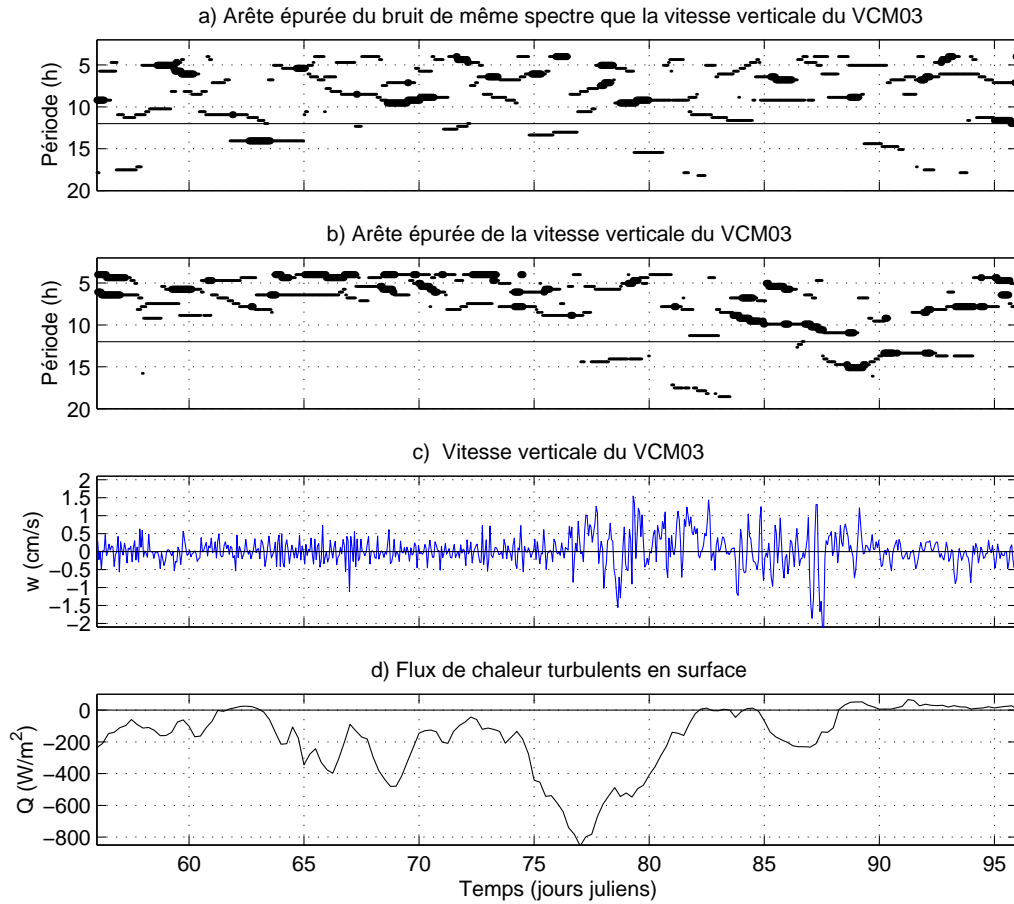 a) Arête épurée du bruit de même spectre que la vitesse verticale du VCM03
Période (h)
5
10
15
20
b) Arête épurée de la vitesse verticale du VCM03
Période (h)
5
10
15
20
c) Vitesse verticale du VCM03
w (cm/s)
2
1.5
1
0.5
0
−0.5
−1
−1.5
−2
d) Flux de chaleur turbulents en surface
Q (W/m²)
0
−200
−400
−600
−800
60 65 70 75 80 85 90 95
Temps (jours juliens)